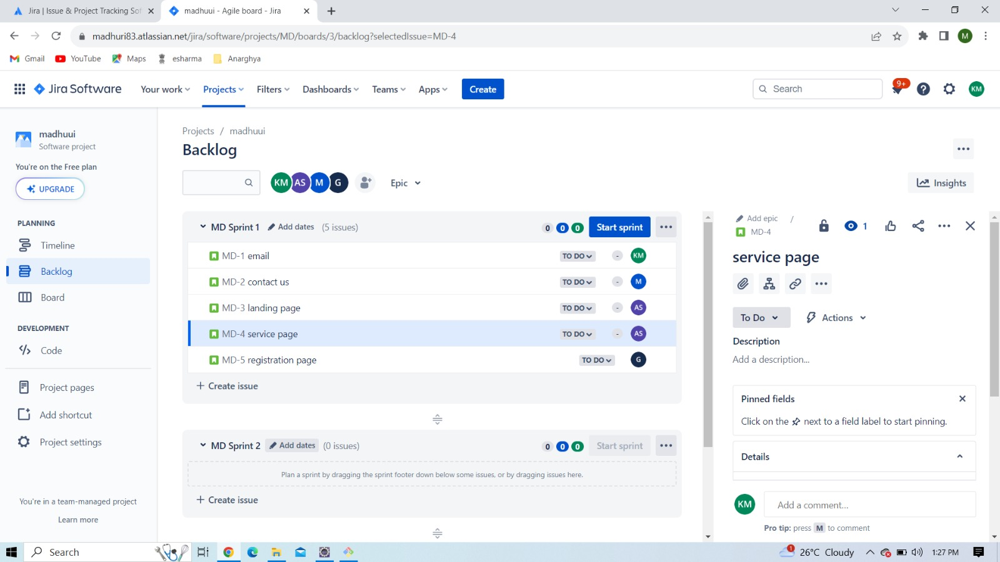 Jira | Issue & Project Tracking Sof
madhuui - Agile board - Jira
madhuri83.atlassian.net/jira/software/projects/MD/boards/3/backlog?selectedIssue=MD-4
M
Gmail
YouTube
Maps
esharma
Anarghya
Jira Software
Your work
Projects
Filters
Dashboards
Teams
Apps
Create
Search
9+
KM
madhuui
Software project
You're on the Free plan
UPGRADE
PLANNING
Timeline
Backlog
Board
DEVELOPMENT
Code
Project pages
Add shortcut
Project settings
You're in a team-managed project
Learn more
Projects / madhuui
Backlog
KM AS M G
Epic
Insights
MD Sprint 1 Add dates (5 issues) 0 0 0 Start sprint
MD-1 email TO DO - KM
MD-2 contact us TO DO - M
MD-3 landing page TO DO - AS
MD-4 service page TO DO - AS
MD-5 registration page TO DO G
+ Create issue
MD Sprint 2 Add dates (0 issues) 0 0 0 Start sprint
Plan a sprint by dragging the sprint footer down below some issues, or by dragging issues here.
+ Create issue
Add epic /
MD-4
1
service page
To Do
Actions
Description
Add a description...
Pinned fields
Click on the next to a field label to start pinning.
Details
KM
Add a comment...
Pro tip: press M to comment
Search
1
26°C Cloudy
1:27 PM